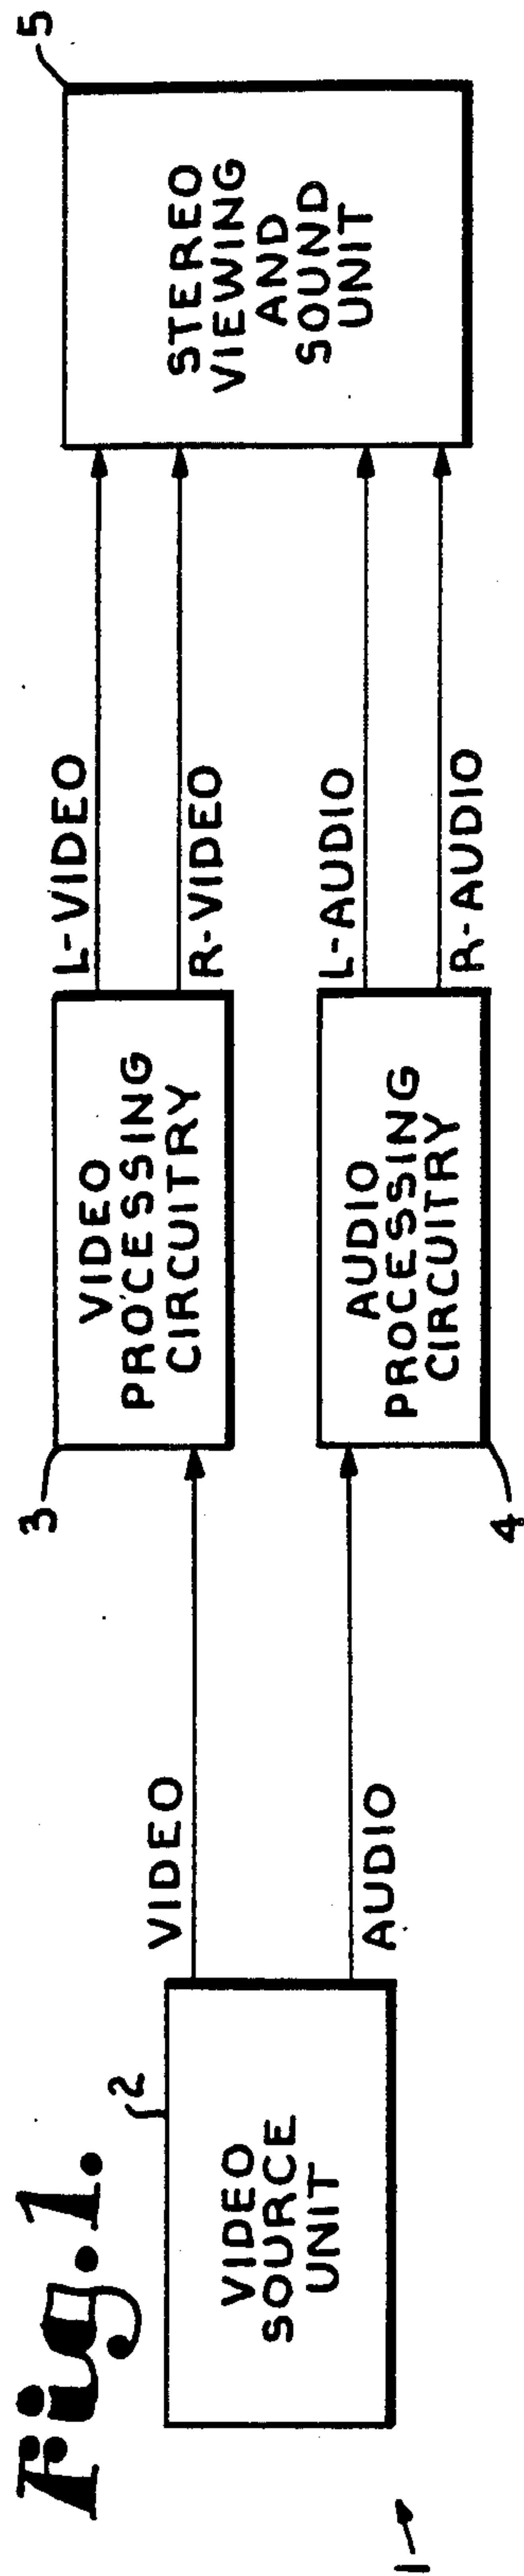 Fig.1.
1
2
VIDEO
SOURCE
UNIT
VIDEO
AUDIO
3
VIDEO
PROCESSING
CIRCUITRY
4
AUDIO
PROCESSING
CIRCUITRY
L-VIDEO
R-VIDEO
L-AUDIO
R-AUDIO
5
STEREO
VIEWING
AND
SOUND
UNIT